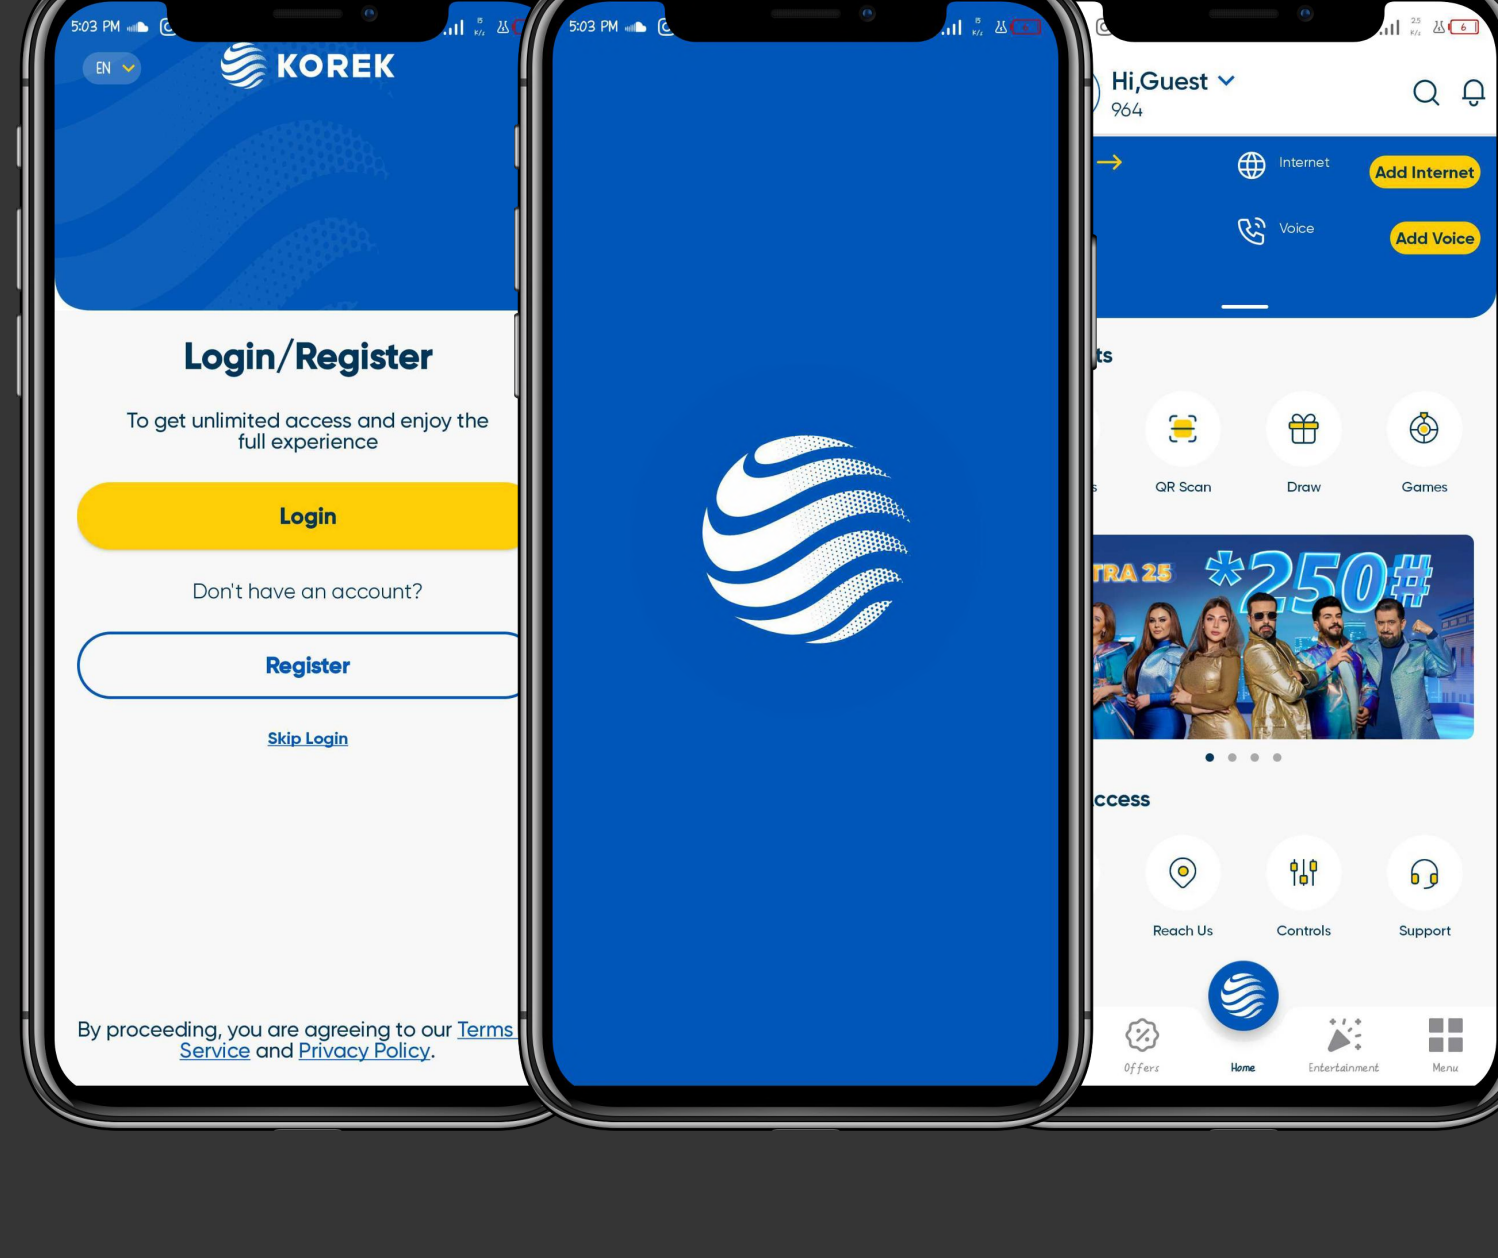 5:03 PM
EN
KOREK
Login/Register
To get unlimited access and enjoy the
full experience
Login
Don't have an account?
Register
Skip Login
By proceeding, you are agreeing to our Terms
Service and Privacy Policy.
5:03 PM
Hi,Guest
964
Internet
Add Internet
Voice
Add Voice
ts
s
QR Scan
Draw
Games
TRA 25
*250#
ccess
Reach Us
Controls
Support
Offers
Home
Entertainment
Menu